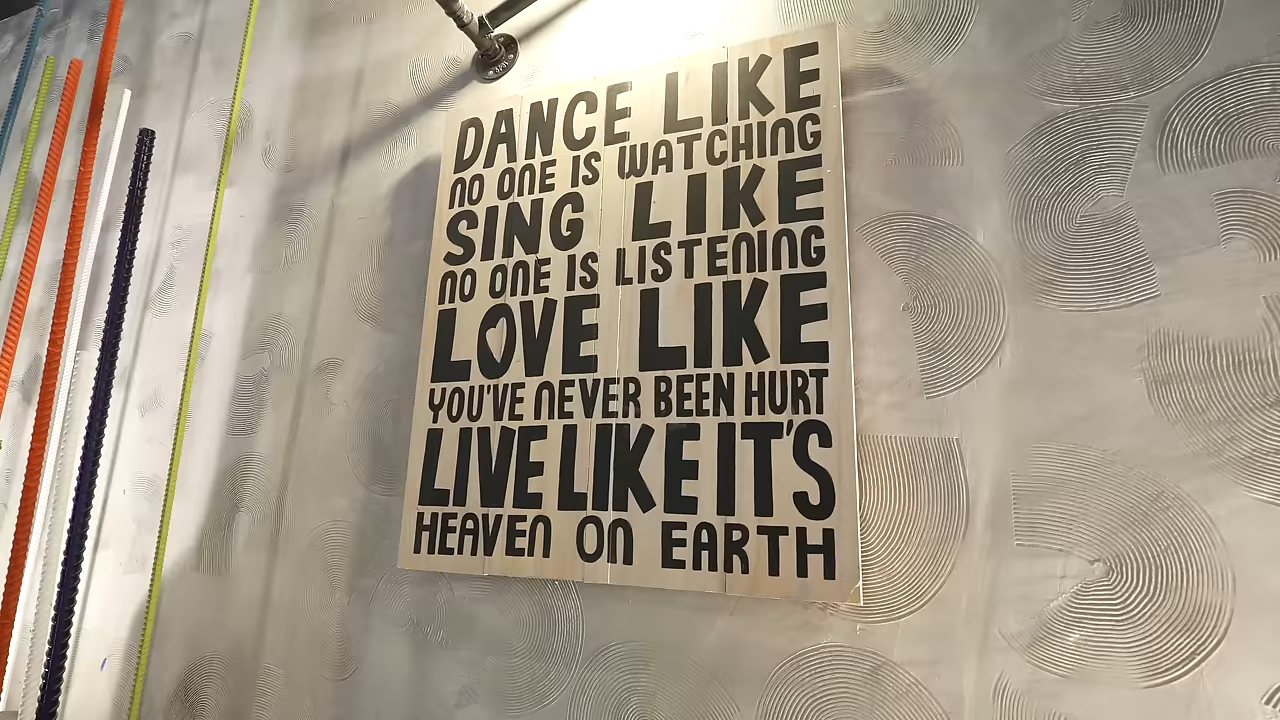 DANCE LIKE
NO ONE IS WATCHING
SING LIKE
NO ONE IS LISTENING
LOVE LIKE
YOU'VE NEVER BEEN HURT
LIVE LIKE IT'S
HEAVEN ON EARTH